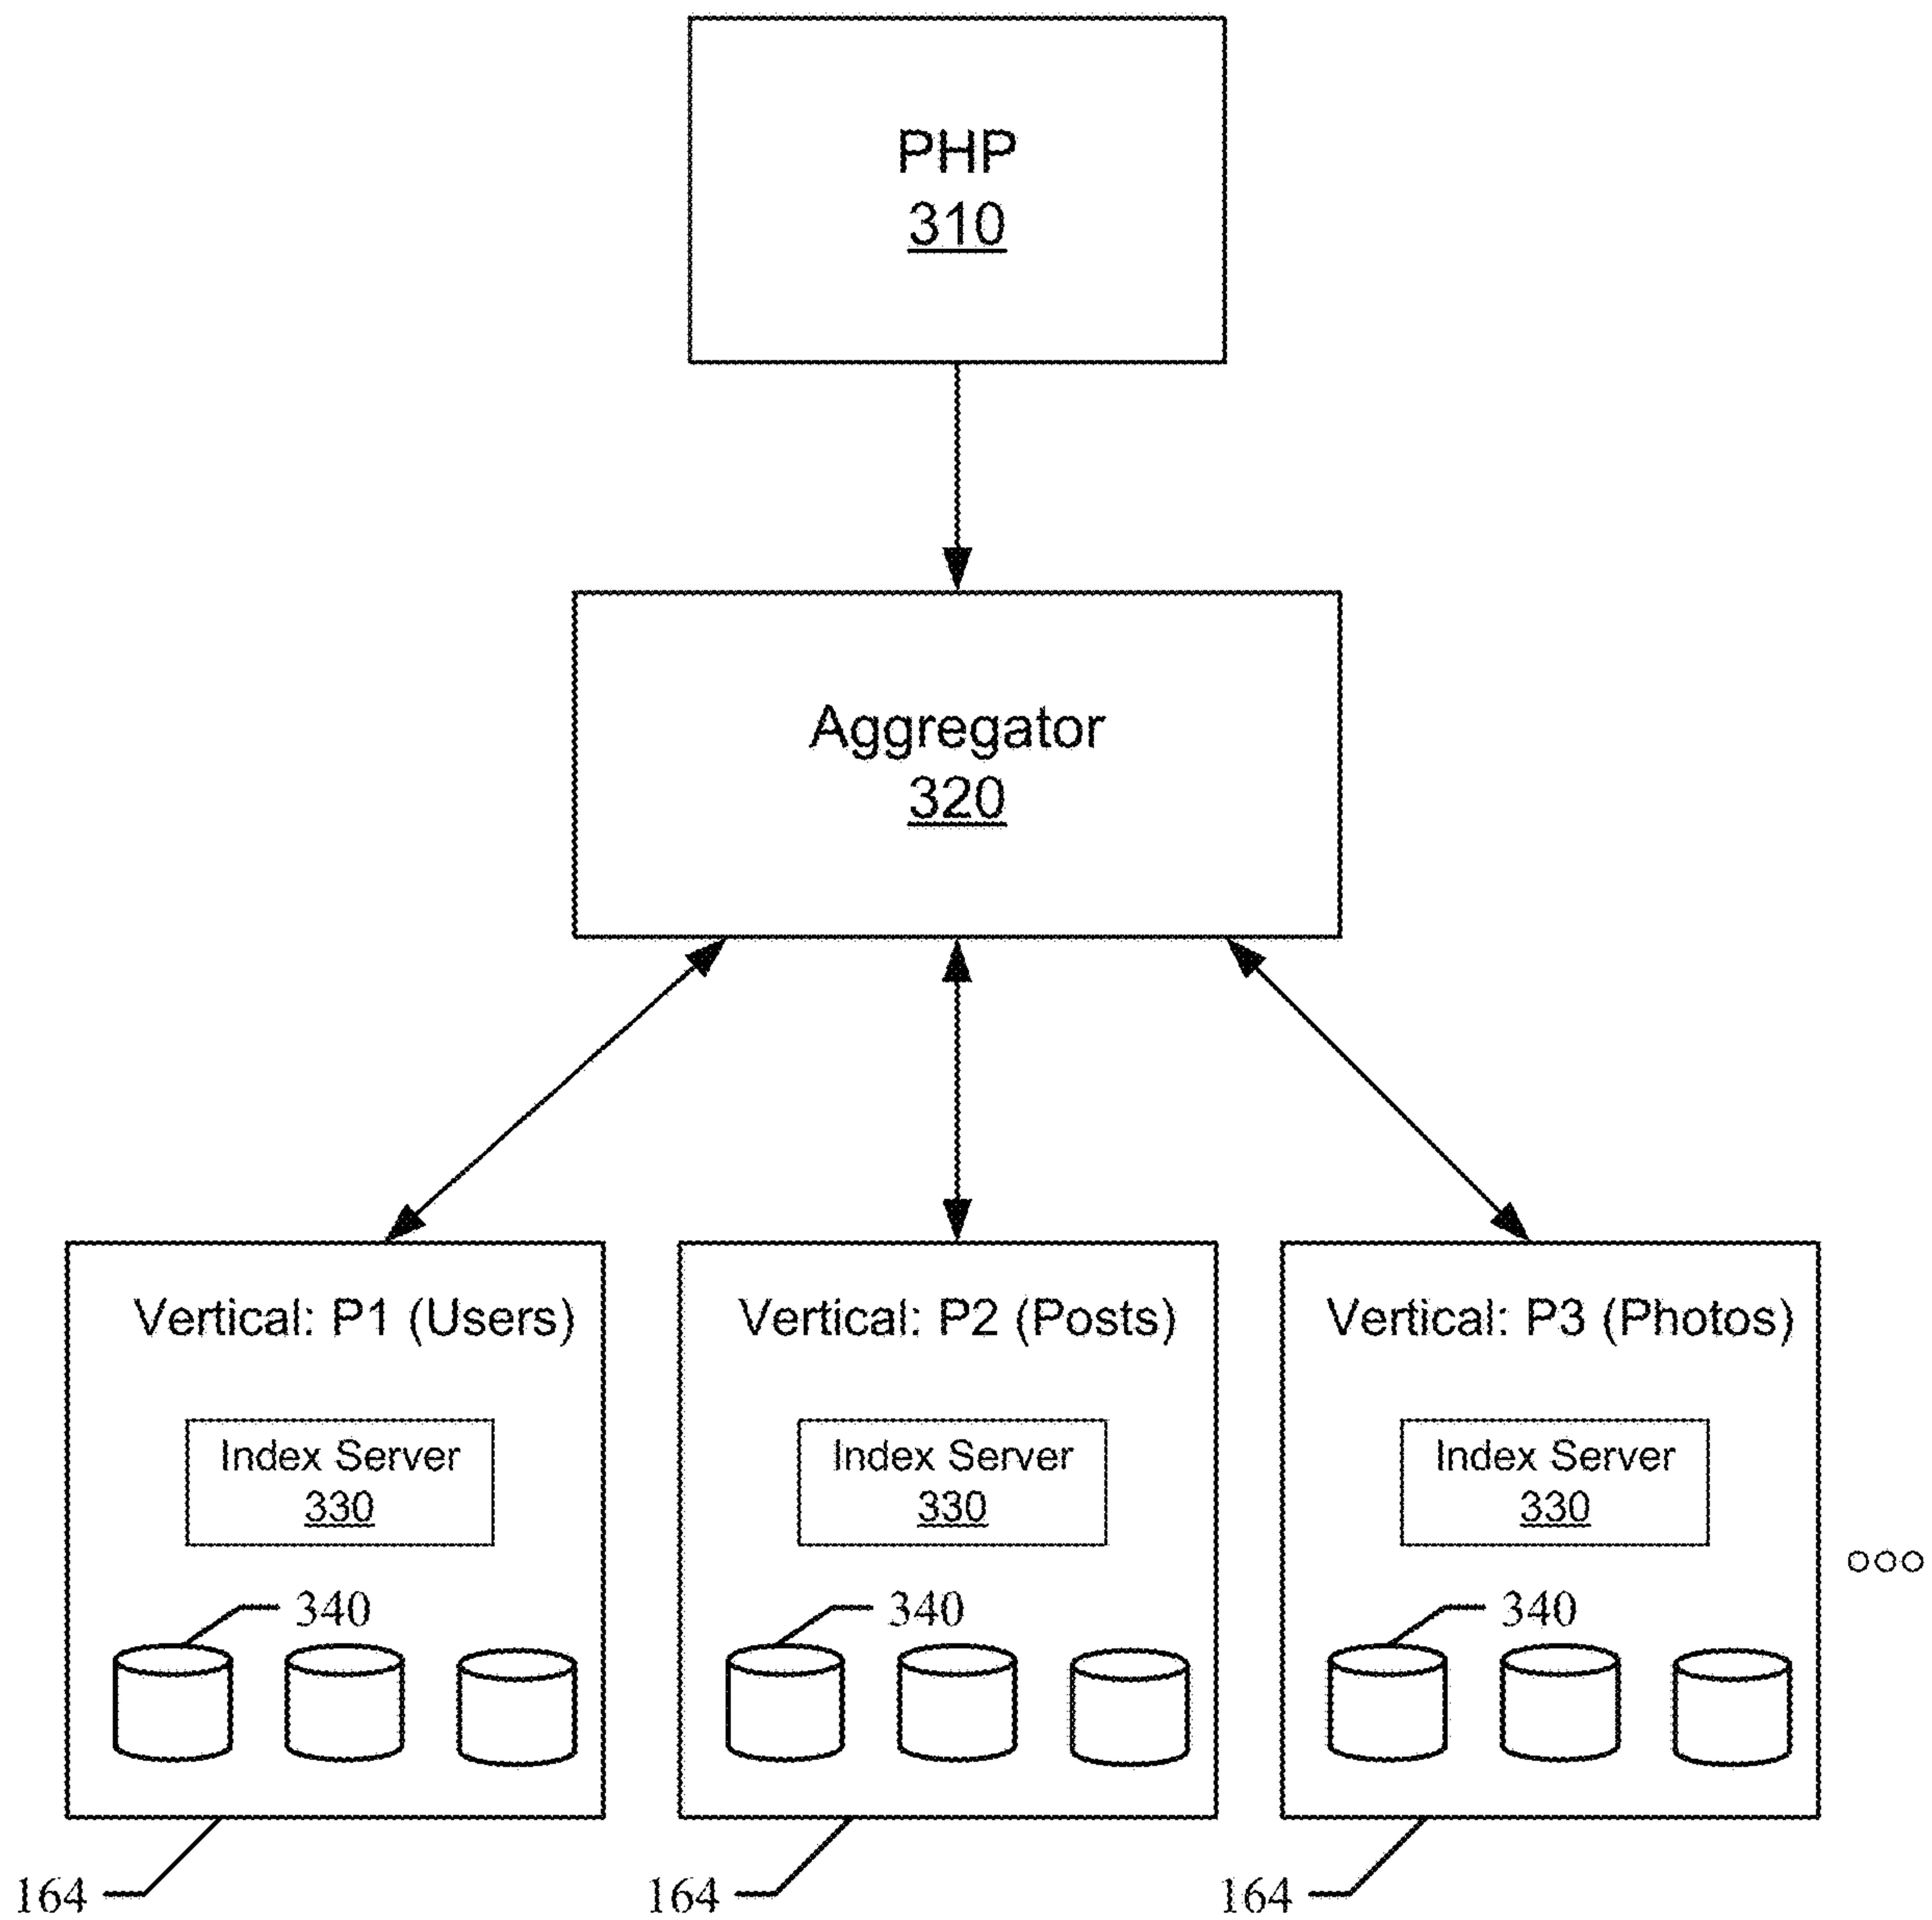 PHP
310
Aggregator
320
Vertical: P1 (Users)
Index Server
330
340
164
Vertical: P2 (Posts)
Index Server
330
340
164
Vertical: P3 (Photos)
Index Server
330
340
164